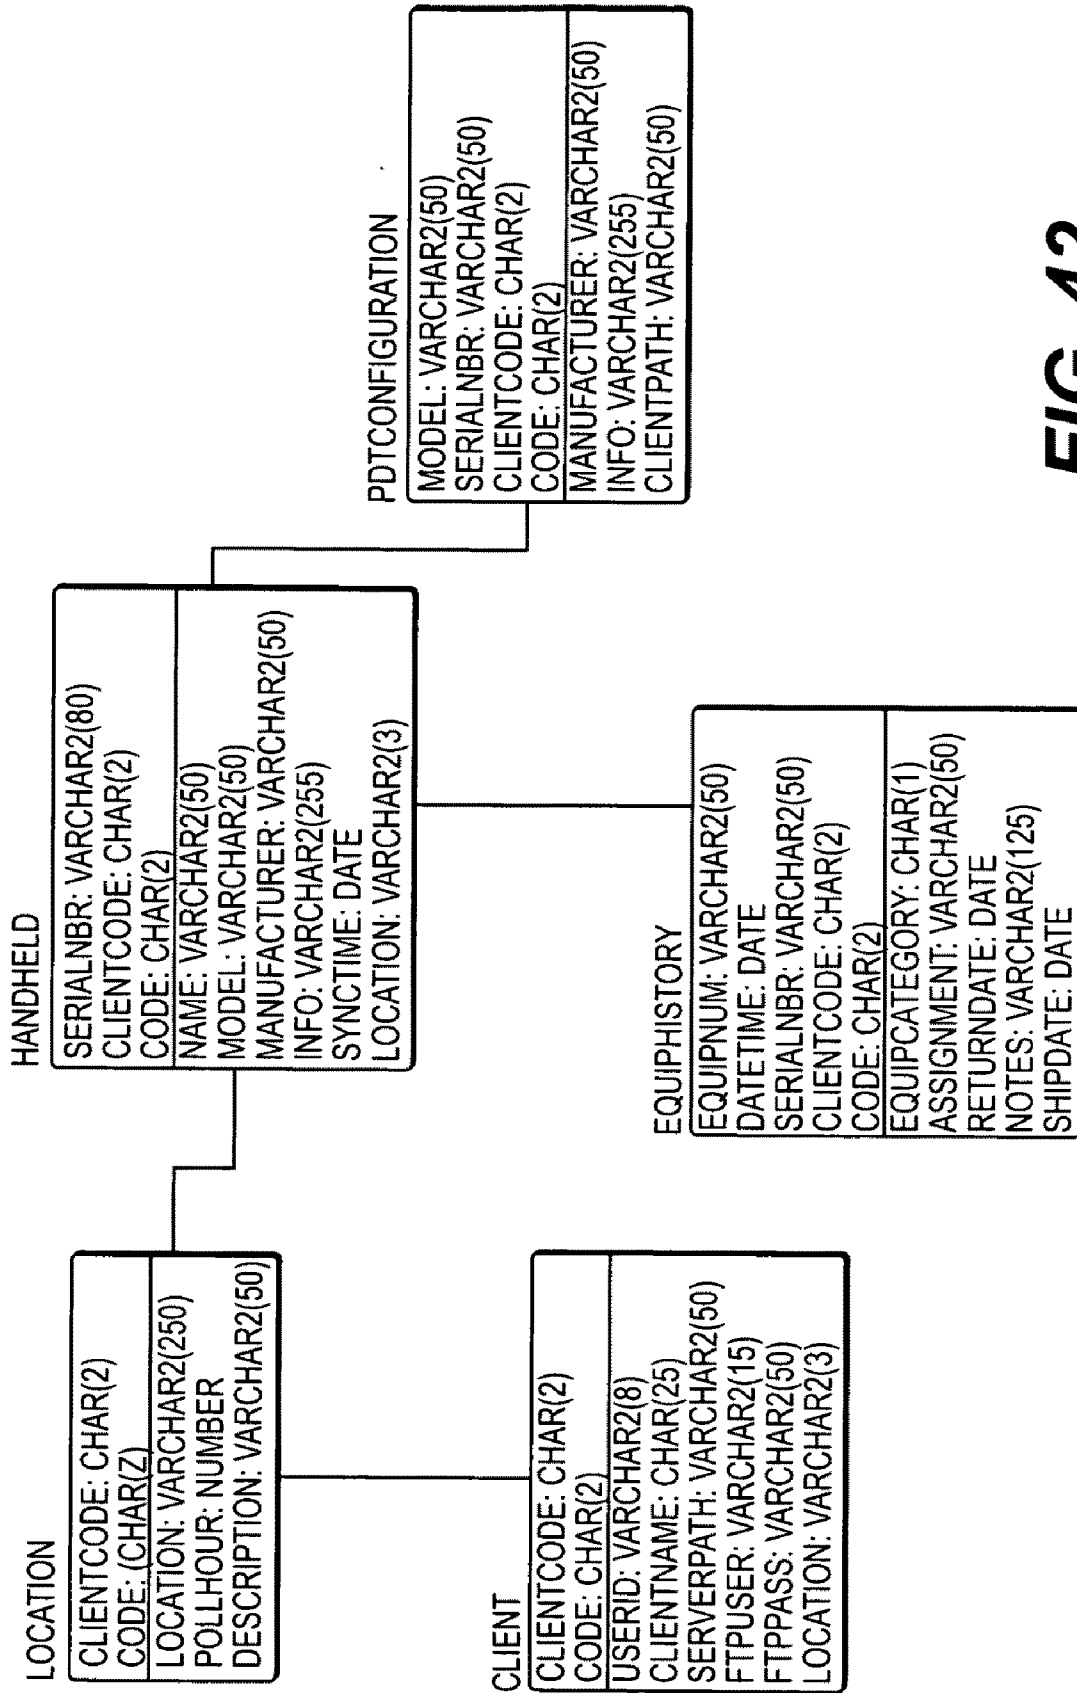 LOCATION
CLIENTCODE: CHAR(2)
CODE: (CHAR(Z)
LOCATION: VARCHAR2(250)
POLLHOUR: NUMBER
DESCRIPTION: VARCHAR2(50)
CLIENT
CLIENTCODE: CHAR(2)
CODE: CHAR(2)
USERID: VARCHAR2(8)
CLIENTNAME: CHAR(25)
SERVERPATH: VARCHAR2(50)
FTPUSER: VARCHAR2(15)
FTPPASS: VARCHAR2(50)
LOCATION: VARCHAR2(3)
HANDHELD
SERIALNBR: VARCHAR2(80)
CLIENTCODE: CHAR(2)
CODE: CHAR(2)
NAME: VARCHAR2(50)
MODEL: VARCHAR2(50)
MANUFACTURER: VARCHAR2(50)
INFO: VARCHAR2(255)
SYNCTIME: DATE
LOCATION: VARCHAR2(3)
EQUIPHISTORY
EQUIPNUM: VARCHAR2(50)
DATETIME: DATE
SERIALNBR: VARCHAR2(50)
CLIENTCODE: CHAR(2)
CODE: CHAR(2)
EQUIPCATEGORY: CHAR(1)
ASSIGNMENT: VARCHAR2(50)
RETURNDATE: DATE
NOTES: VARCHAR2(125)
SHIPDATE: DATE
PDTCONFIGURATION
MODEL: VARCHAR2(50)
SERIALNBR: VARCHAR2(50)
CLIENTCODE: CHAR(2)
CODE: CHAR(2)
MANUFACTURER: VARCHAR2(50)
INFO: VARCHAR2(255)
CLIENTPATH: VARCHAR2(50)
FIG. 42